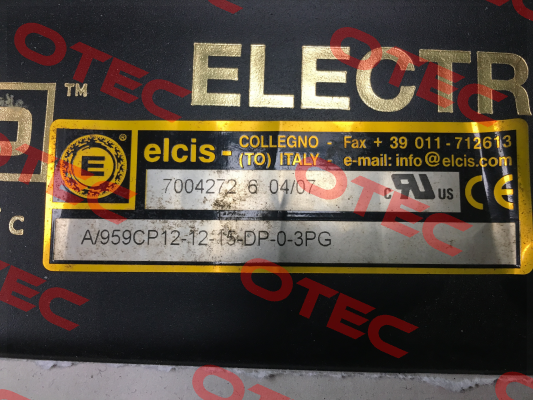 ELECTR
TM
elcis - COLLEGNO - Fax + 39 011 - 712613
(TO) ITALY - e-mail: info@elcis.com
E
7004272 6 04/07
c RU US CE
A/959CP12-12-15-DP-0-3PG
C
OTEC
OTEC
OTEC
OTEC
OTEC